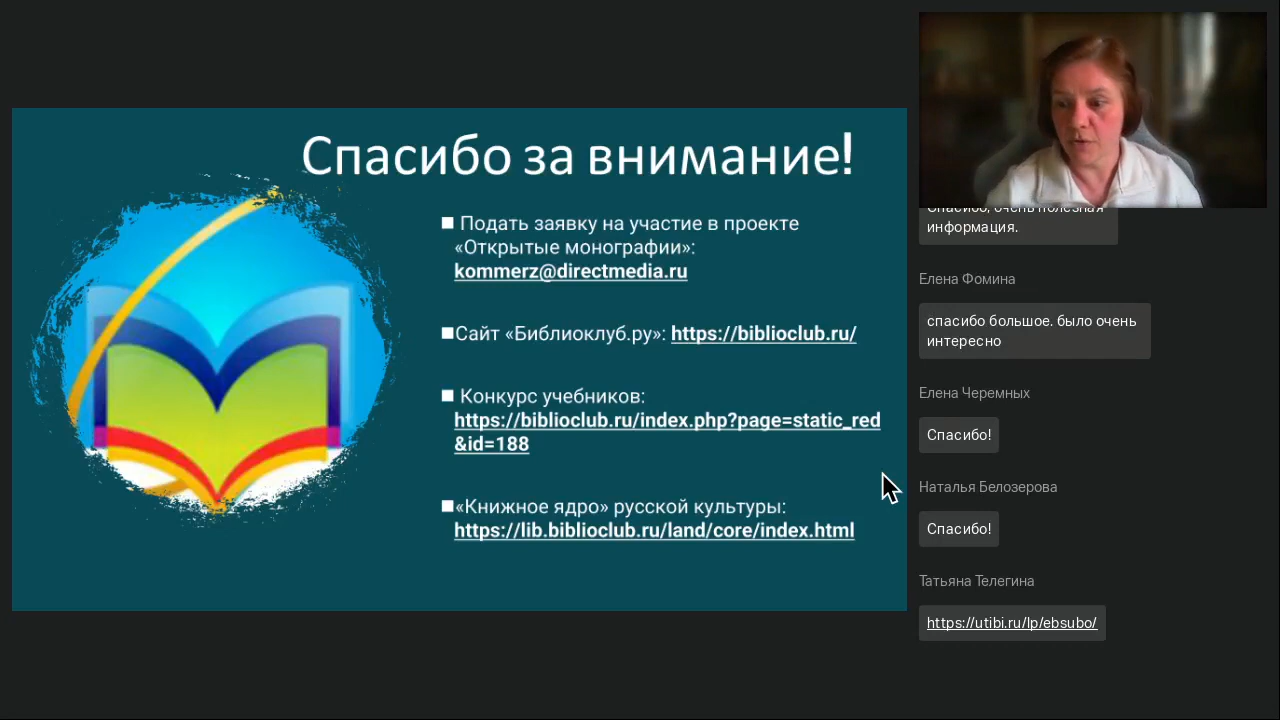 Спасибо за внимание!
Подать заявку на участие в проекте
«Открытые монографии»:
kommerz@directmedia.ru
Сайт «Библиоклуб.ру»: https://biblioclub.ru/
Конкурс учебников:
https://biblioclub.ru/index.php?page=static_red
&id=188
«Книжное ядро» русской культуры:
https://lib.biblioclub.ru/land/core/index.html
Спасибо, очень полезная
информация.
Елена Фомина
спасибо большое. было очень
интересно
Елена Черемных
Спасибо!
Наталья Белозерова
Спасибо!
Татьяна Телегина
https://utibi.ru/lp/ebsubo/